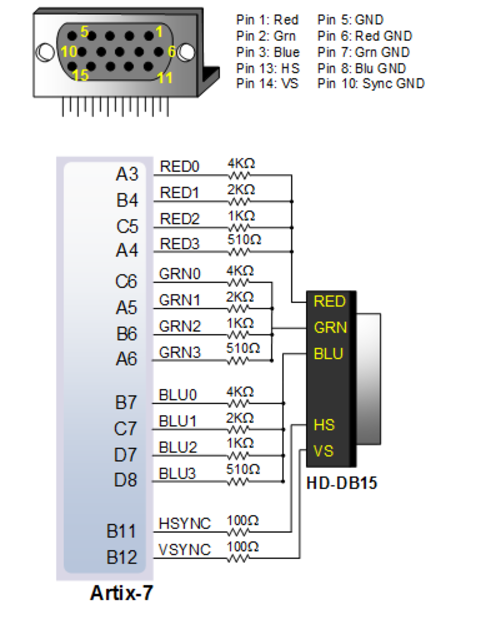 5 1
10 6
15 11
Pin 1: Red Pin 5: GND
Pin 2: Grn Pin 6: Red GND
Pin 3: Blue Pin 7: Grn GND
Pin 13: HS Pin 8: Blu GND
Pin 14: VS Pin 10: Sync GND
A3 RED0 4KΩ
B4 RED1 2KΩ
C5 RED2 1KΩ
A4 RED3 510Ω
C6 GRN0 4KΩ
A5 GRN1 2KΩ
B6 GRN2 1KΩ
A6 GRN3 510Ω
B7 BLU0 4KΩ
C7 BLU1 2KΩ
D7 BLU2 1KΩ
D8 BLU3 510Ω
B11 HSYNC 100Ω
B12 VSYNC 100Ω
Artix-7
RED
GRN
BLU
HS
VS
HD-DB15